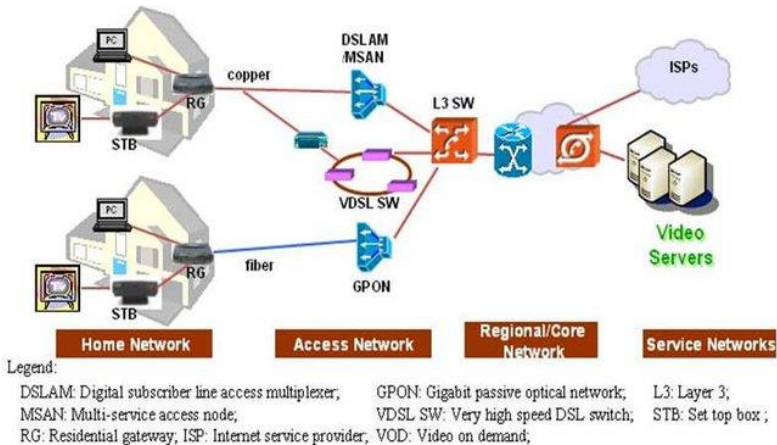 PC
RG
STB
TV
copper
DSLAM
/MSAN
L3 SW
ISPs
VDSL SW
Video
Servers
PC
RG
STB
TV
fiber
GPON
Home Network
Access Network
Regional/Core
Network
Service Networks
Legend:
DSLAM: Digital subscriber line access multiplexer; GPON: Gigabit passive optical network; L3: Layer 3;
MSAN: Multi-service access node; VDSL SW: Very high speed DSL switch; STB: Set top box ;
RG: Residential gateway; ISP: Internet service provider; VOD: Video on demand;